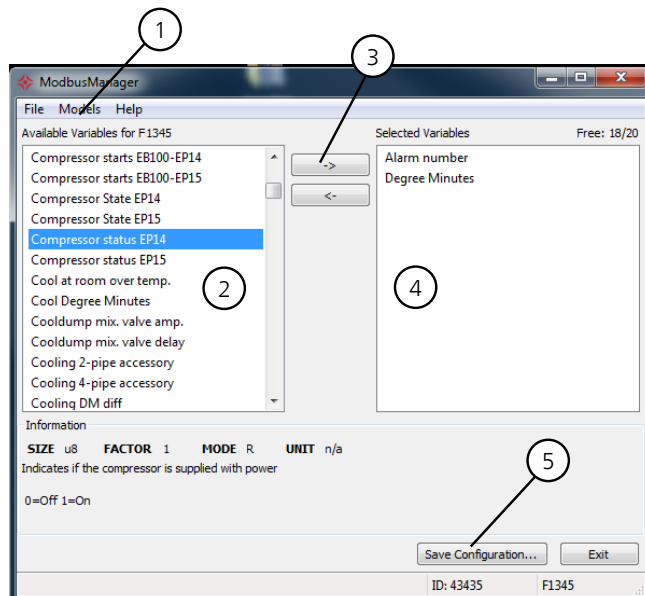 1
3
ModbusManager
File Models Help
Available Variables for F1345
Selected Variables Free: 18/20
Compressor starts EB100-EP14
Compressor starts EB100-EP15
Compressor State EP14
Compressor State EP15
Compressor status EP14
Compressor status EP15
Cool at room over temp.
Cool Degree Minutes
Cooldump mix. valve amp.
Cooldump mix. valve delay
Cooling 2-pipe accessory
Cooling 4-pipe accessory
Cooling DM diff
2
->
<-
Alarm number
Degree Minutes
4
Information
SIZE u8 FACTOR 1 MODE R UNIT n/a
Indicates if the compressor is supplied with power
0=Off 1=On
5
Save Configuration... Exit
ID: 43435 F1345